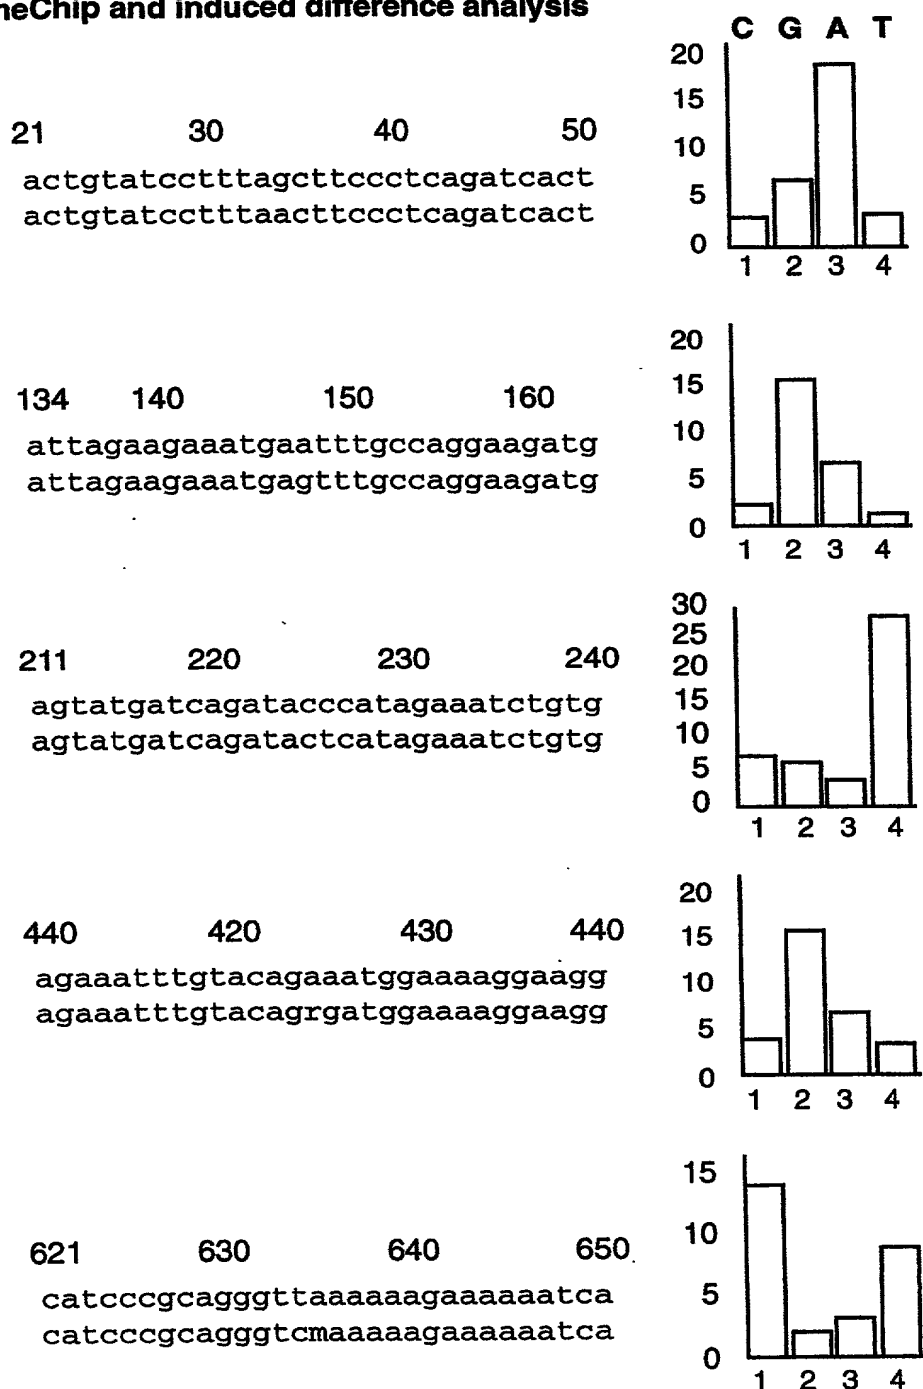 neChip and induced difference analysis
C G A T
20
15
10
5
0
1 2 3 4
21 30 40 50
actgtatcctttagcttccctcagatcact
actgtatcctttaacttccctcagatcact
20
15
10
5
0
1 2 3 4
134 140 150 160
attagaagaaatgaatttgccaggaagatg
attagaagaaatgagtttgccaggaagatg
30
25
20
15
10
5
0
1 2 3 4
211 220 230 240
agtatgatcagatacccatagaaatctgtg
agtatgatcagatactcatagaaatctgtg
20
15
10
5
0
1 2 3 4
440 420 430 440
agaaatttgtacagaaatggaaaaggaagg
agaaatttgtacagrgatggaaaaggaagg
15
10
5
0
1 2 3 4
621 630 640 650
catcccgcagggttaaaaaagaaaaaatca
catcccgcagggtcmaaaaagaaaaaatca